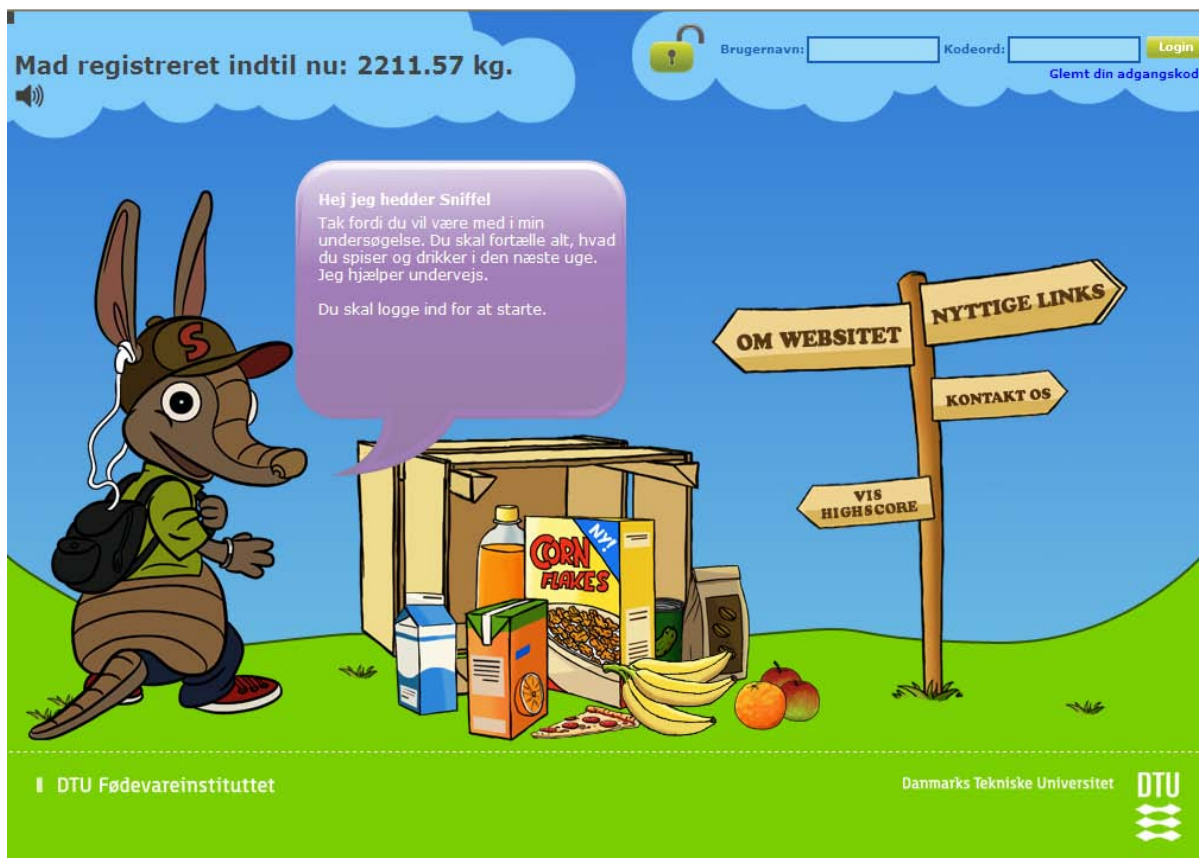 Mad registreret indtil nu: 2211.57 kg.
Brugernavn:
Kodeord:
Login
Glemt din adgangskod
Hej jeg hedder Sniffel
Tak fordi du vil være med i min
undersøgelse. Du skal fortælle alt, hvad
du spiser og drikker i den næste uge.
Jeg hjælper undervejs.
Du skal logge ind for at starte.
S
NYTTIGE LINKS
OM WEBSITET
KONTAKT OS
VIS
HIGHSCORE
NY!
CORN
FLAKES
DTU Fødevareinstituttet
Danmarks Tekniske Universitet
DTU